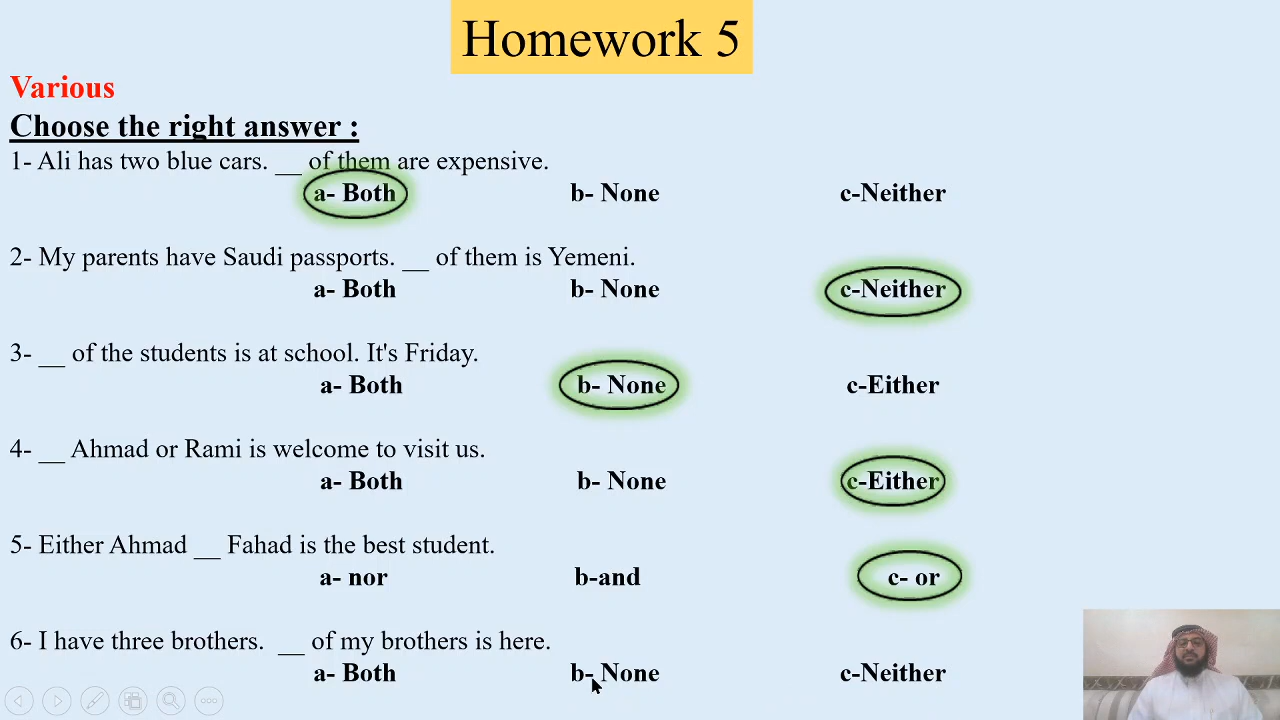 Homework 5
Various
Choose the right answer :
1- Ali has two blue cars. __ of them are expensive.
a- Both b- None c-Neither
2- My parents have Saudi passports. __ of them is Yemeni.
a- Both b- None c-Neither
3- __ of the students is at school. It's Friday.
a- Both b- None c-Either
4- __ Ahmad or Rami is welcome to visit us.
a- Both b- None c-Either
5- Either Ahmad __ Fahad is the best student.
a- nor b-and c- or
6- I have three brothers. __ of my brothers is here.
a- Both b- None c-Neither